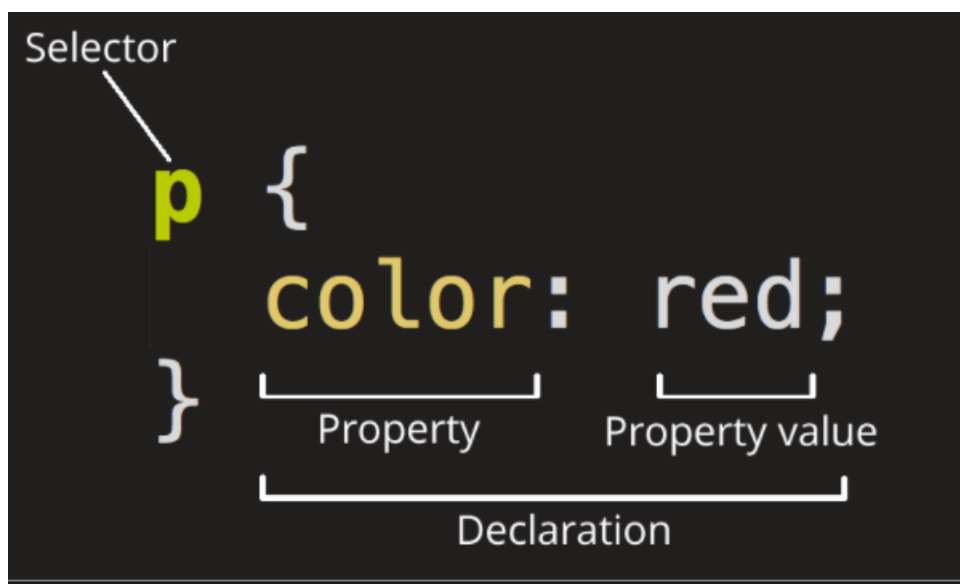 Selector
p {
color: red;
}
Property
Property value
Declaration